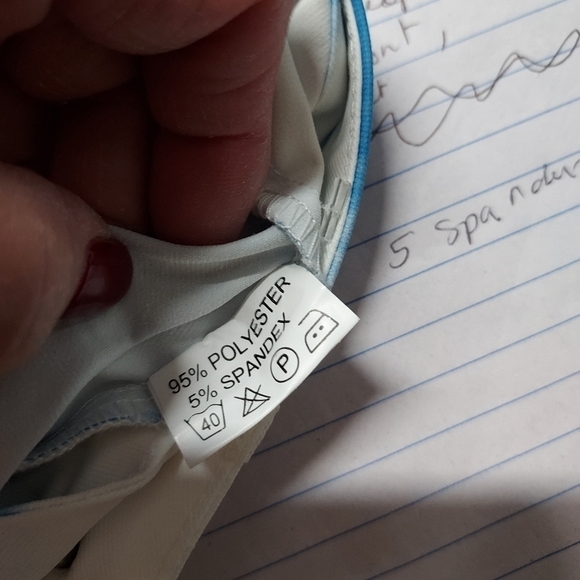 5 Spandex
95% POLYESTER
5% SPANDEX
40
P